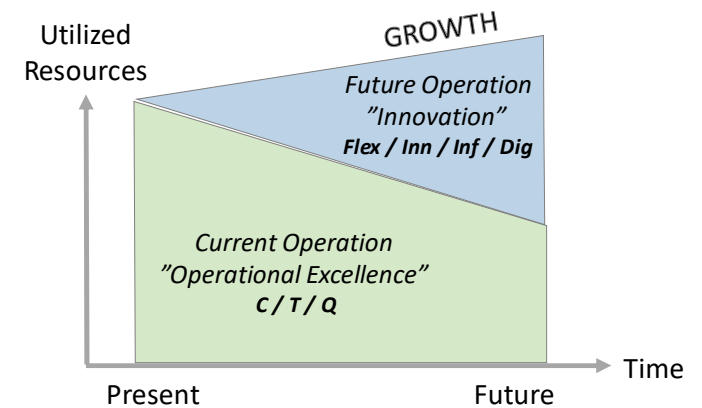 Utilized
Resources
GROWTH
Future Operation
”Innovation”
Flex / Inn / Inf / Dig
Current Operation
”Operational Excellence”
C / T / Q
Time
Present
Future